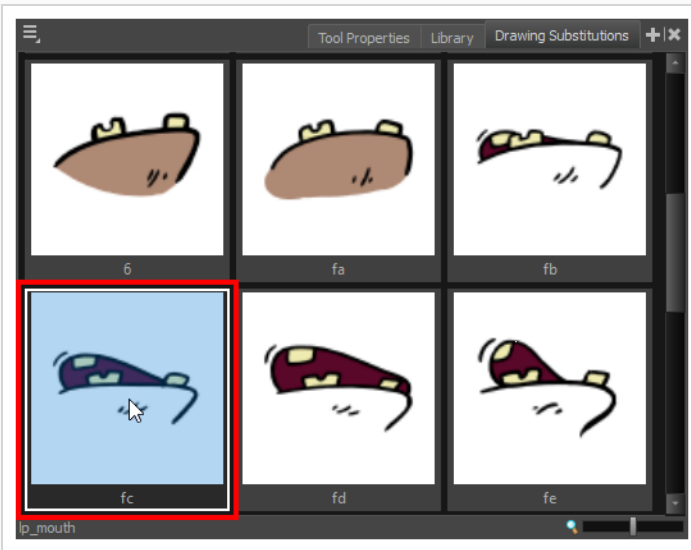 Tool Properties Library Drawing Substitutions
6 fa fb
fc fd fe
lp_mouth